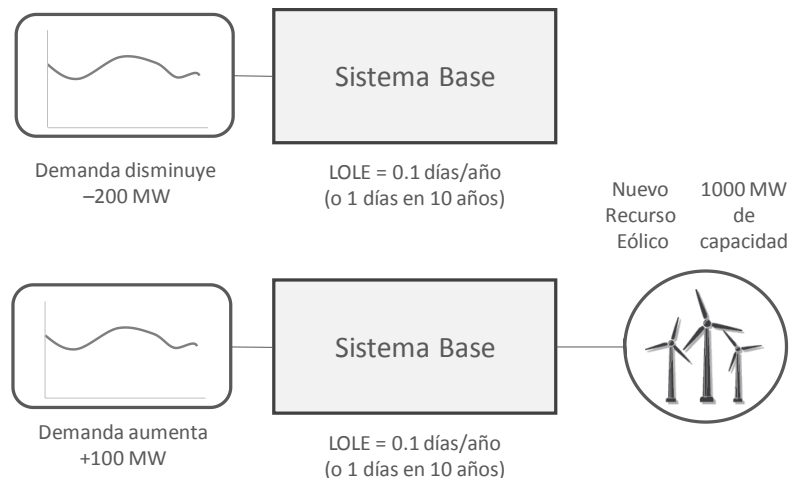 Sistema Base
Demanda disminuye
–200 MW
LOLE = 0.1 días/año
(o 1 días en 10 años)
Nuevo
Recurso
Eólico
1000 MW
de
capacidad
Sistema Base
Demanda aumenta
+100 MW
LOLE = 0.1 días/año
(o 1 días en 10 años)